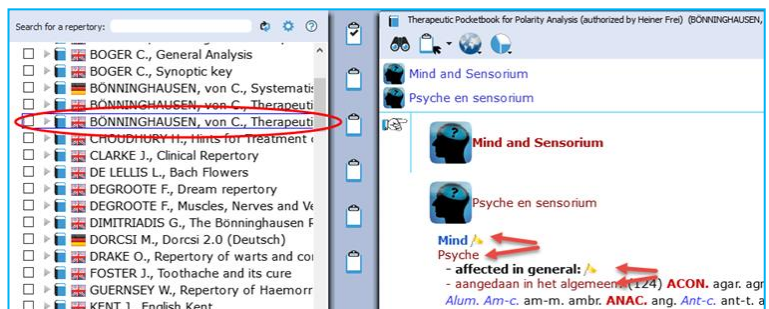 Search for a repertory:
BOGER C., General Analysis
BOGER C., Synoptic key
BÖNNINGHAUSEN, von C., Systematis
BÖNNINGHAUSEN, von C., Therapeuti
BÖNNINGHAUSEN, von C., Therapeuti
CHOUDHURY H., Hints for Treatment
CLARKE J., Clinical Repertory
DE LELLIS L., Bach Flowers
DEGROOTE F., Dream repertory
DEGROOTE F., Muscles, Nerves and Ve
DIMITRIADIS G., The Bönninghausen R
DORCSI M., Dorcsi 2.0 (Deutsch)
DRAKE O., Repertory of warts and con
FOSTER J., Toothache and its cure
GUERNSEY W., Repertory of Haemorr
KENT J., English Kent
Therapeutic Pocketbook for Polarity Analysis (authorized by Heiner Frei) (BÖNNINGHAUSEN,
Mind and Sensorium
Psyche en sensorium
Mind and Sensorium
Psyche en sensorium
Mind
Psyche
- affected in general:
- aangedaan in het algemeen: (124) ACON. agar. agn
Alum. Am-c. am-m. ambr. ANAC. ang. Ant-c. ant-t. a